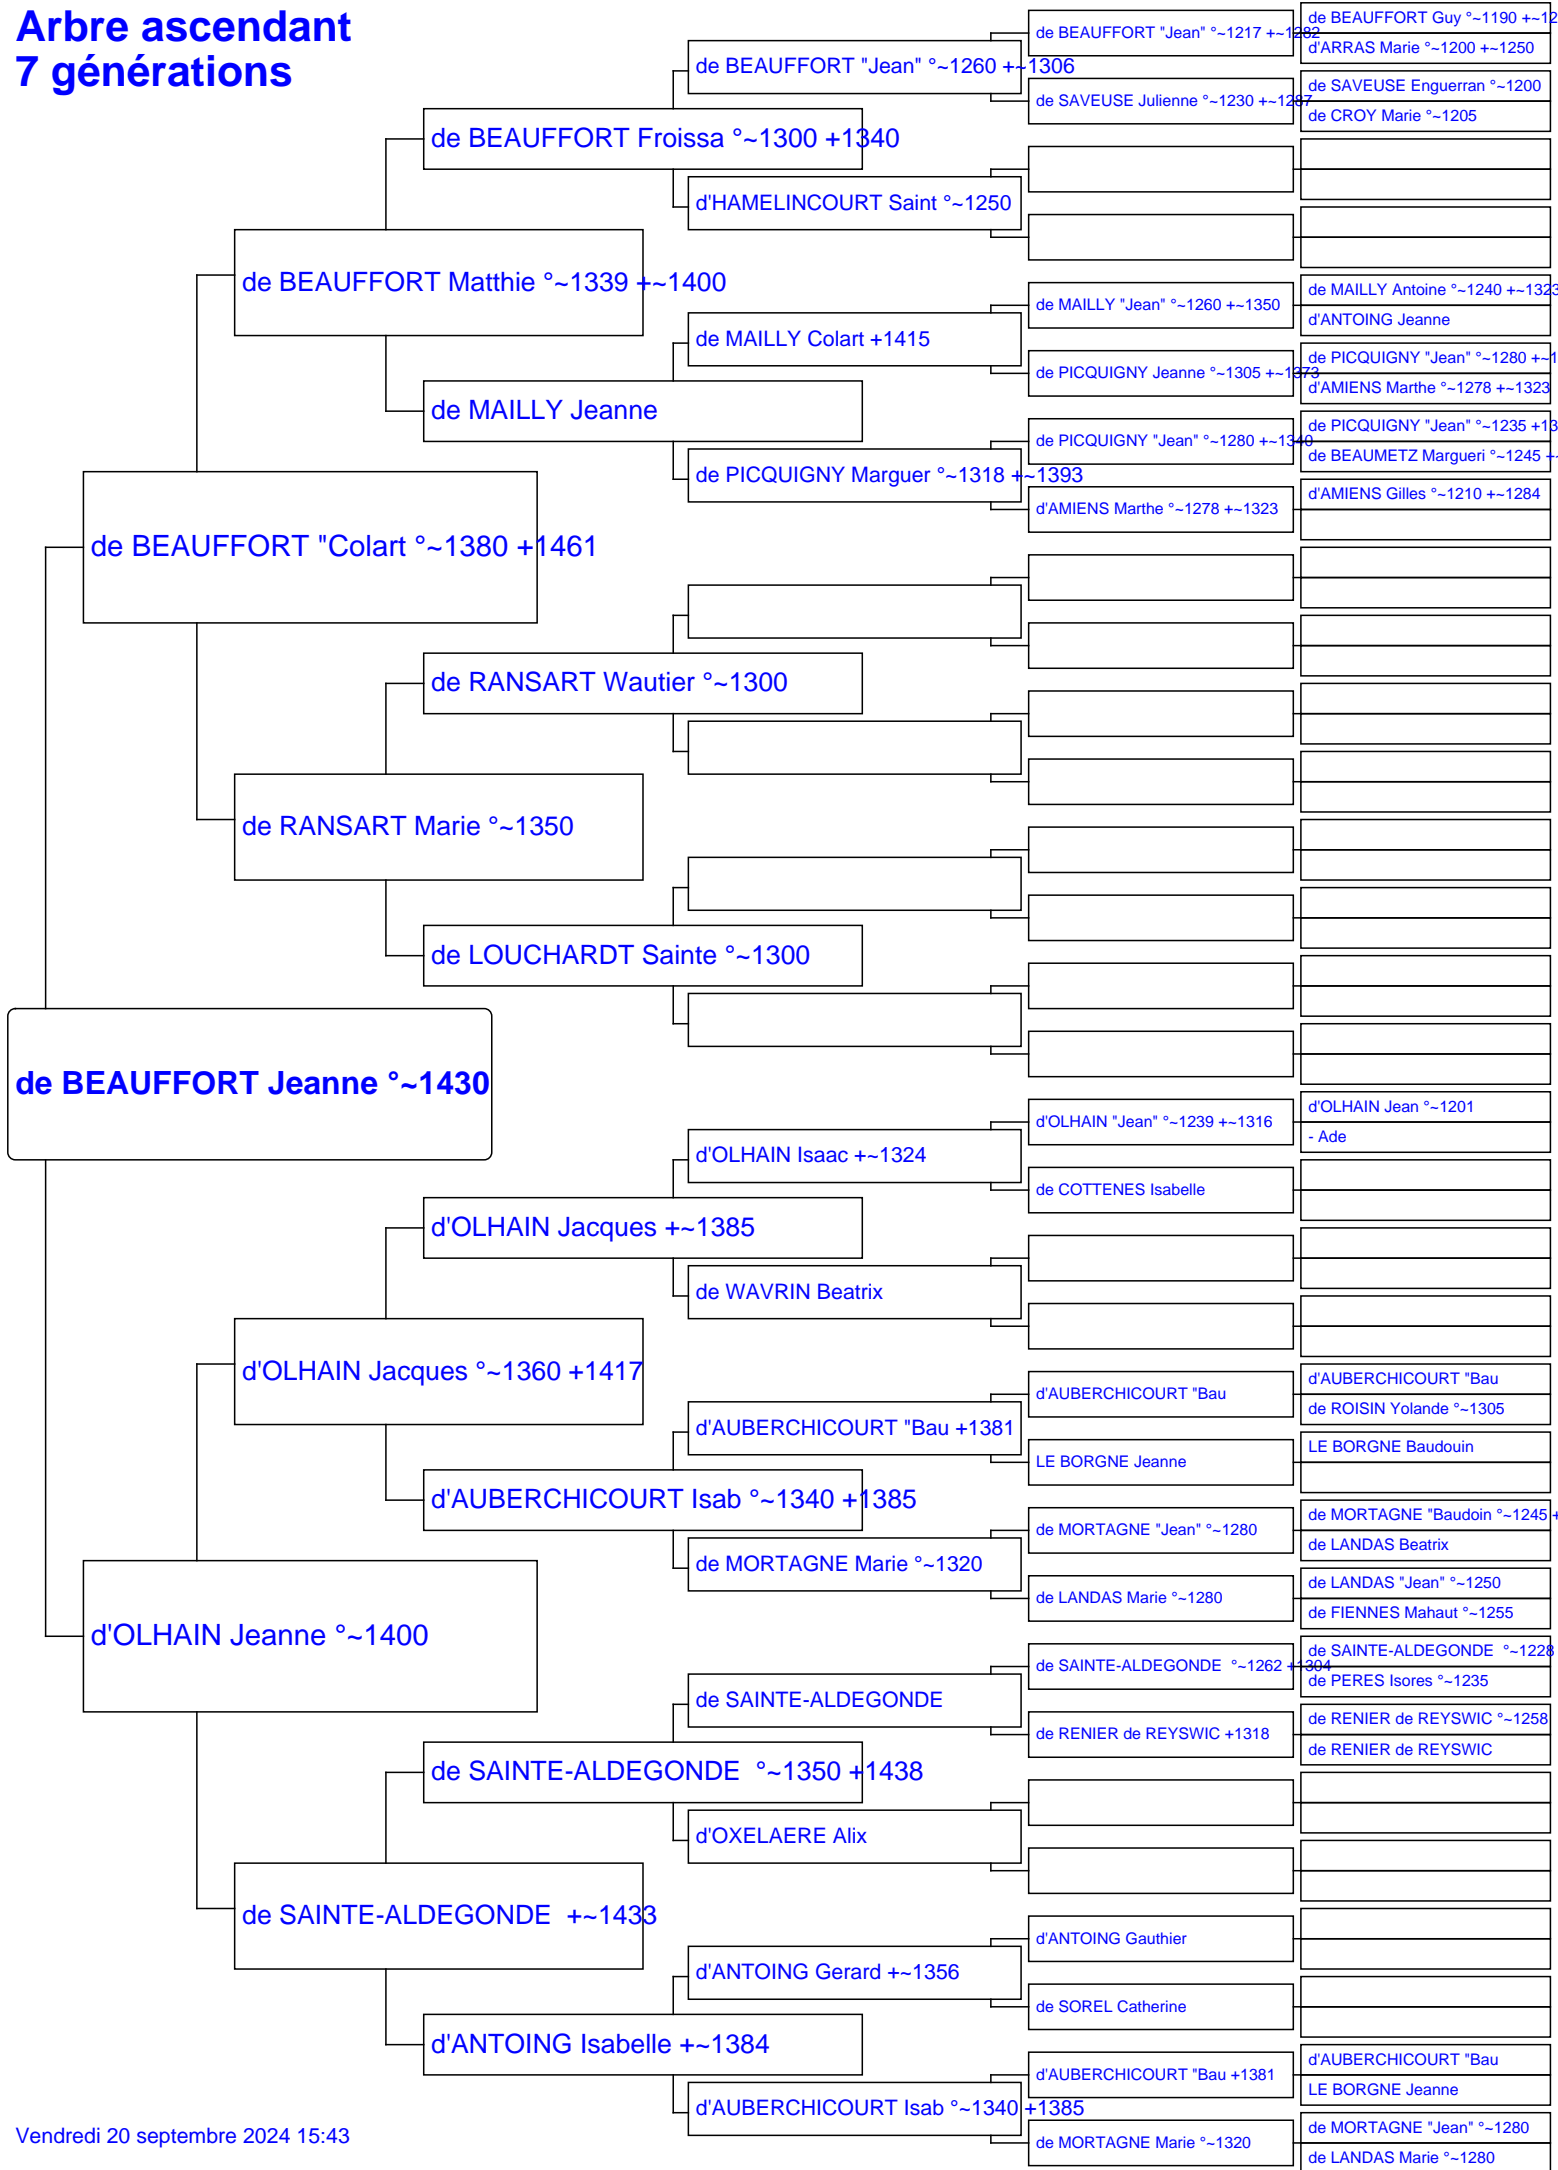 Arbre ascendant
7 générations
de BEAUFFORT Guy °~1190 +~12
de BEAUFFORT "Jean" °~1217 +~1282
d'ARRAS Marie °~1200 +~1250
de BEAUFFORT "Jean" °~1260 +~1306
de SAVEUSE Enguerran °~1200
de SAVEUSE Julienne °~1230 +~1287
de CROY Marie °~1205
de BEAUFFORT Froissa °~1300 +1340
d'HAMELINCOURT Saint °~1250
de BEAUFFORT Matthie °~1339 +~1400
de MAILLY Antoine °~1240 +~1323
de MAILLY "Jean" °~1260 +~1350
d'ANTOING Jeanne
de MAILLY Colart +1415
de PICQUIGNY "Jean" °~1280 +~1
de PICQUIGNY Jeanne °~1305 +~1373
d'AMIENS Marthe °~1278 +~1323
de MAILLY Jeanne
de PICQUIGNY "Jean" °~1235 +13
de PICQUIGNY "Jean" °~1280 +~1340
de BEAUMETZ Margueri °~1245 +~
de PICQUIGNY Marguer °~1318 +~1393
d'AMIENS Gilles °~1210 +~1284
d'AMIENS Marthe °~1278 +~1323
de BEAUFFORT "Colart °~1380 +1461
de RANSART Wautier °~1300
de RANSART Marie °~1350
de LOUCHARDT Sainte °~1300
de BEAUFFORT Jeanne °~1430
d'OLHAIN Jean °~1201
d'OLHAIN "Jean" °~1239 +~1316
- Ade
d'OLHAIN Isaac +~1324
de COTTENES Isabelle
d'OLHAIN Jacques +~1385
de WAVRIN Beatrix
d'OLHAIN Jacques °~1360 +1417
d'AUBERCHICOURT "Bau
d'AUBERCHICOURT "Bau
de ROISIN Yolande °~1305
d'AUBERCHICOURT "Bau +1381
LE BORGNE Baudouin
LE BORGNE Jeanne
d'AUBERCHICOURT Isab °~1340 +1385
de MORTAGNE "Baudoin °~1245 +
de MORTAGNE "Jean" °~1280
de LANDAS Beatrix
de MORTAGNE Marie °~1320
de LANDAS "Jean" °~1250
de LANDAS Marie °~1280
de FIENNES Mahaut °~1255
d'OLHAIN Jeanne °~1400
de SAINTE-ALDEGONDE  °~1228
de SAINTE-ALDEGONDE  °~1262 +1304
de PERES Isores °~1235
de SAINTE-ALDEGONDE
de RENIER de REYSWIC °~1258
de RENIER de REYSWIC +1318
de RENIER de REYSWIC
de SAINTE-ALDEGONDE  °~1350 +1438
d'OXELAERE Alix
de SAINTE-ALDEGONDE  +~1433
d'ANTOING Gauthier
d'ANTOING Gerard +~1356
de SOREL Catherine
d'ANTOING Isabelle +~1384
d'AUBERCHICOURT "Bau
d'AUBERCHICOURT "Bau +1381
LE BORGNE Jeanne
d'AUBERCHICOURT Isab °~1340 +1385
de MORTAGNE "Jean" °~1280
de MORTAGNE Marie °~1320
de LANDAS Marie °~1280
Vendredi 20 septembre 2024 15:43